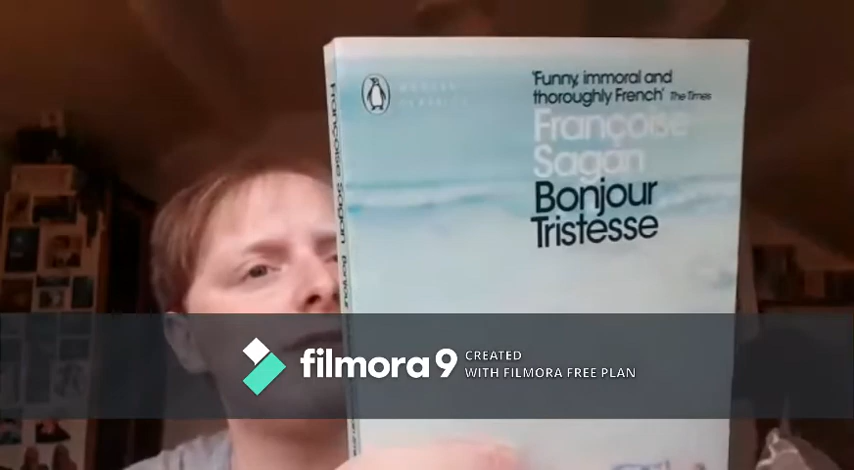 'Funny, immoral and
thoroughly French' The Times
Françoise
Sagan
Bonjour
Tristesse
Françoise Sagan Bonjour
filmora9 CREATED
WITH FILMORA FREE PLAN